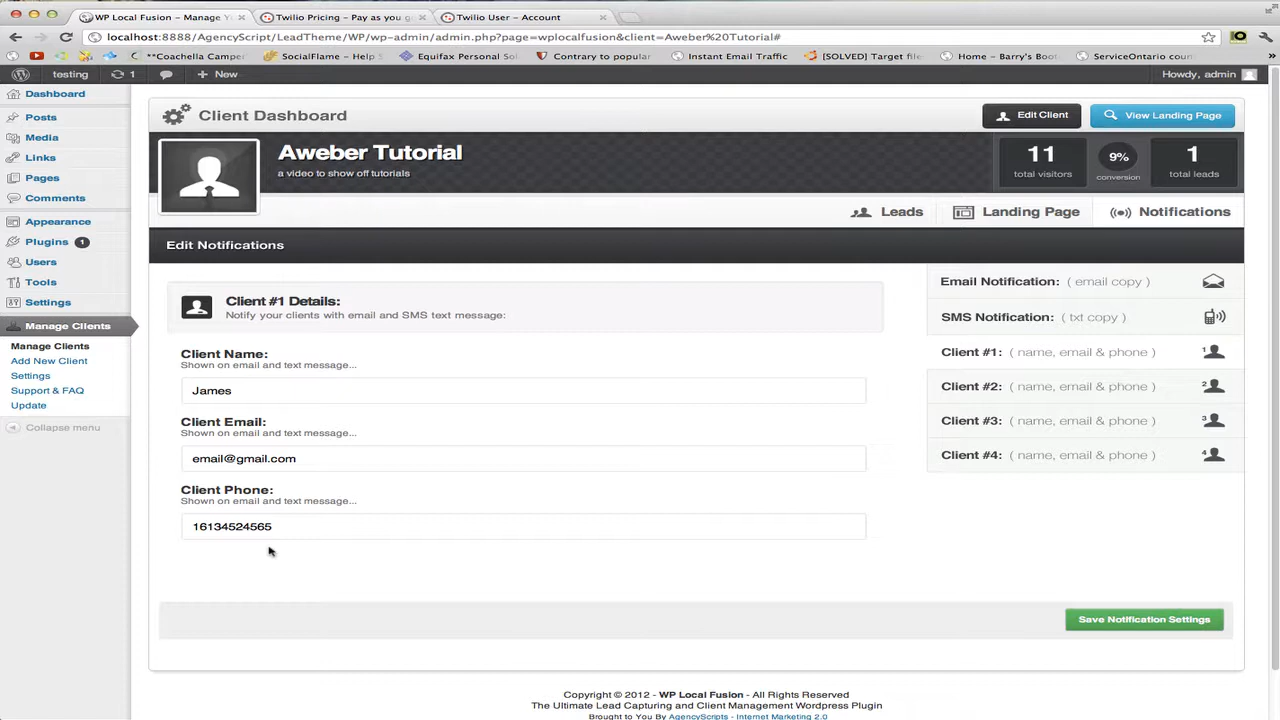 WP Local Fusion - Manage Y
Twilio Pricing - Pay as you g
Twilio User - Account
localhost:8888/AgencyScript/LeadTheme/WP/wp-admin/admin.php?page=wplocalfusion&client=Aweber%20Tutorial#
**Coachella Camper
SocialFlame - Help S
Equifax Personal Sol
Contrary to popular
Instant Email Traffic
[SOLVED] Target file
Home - Barry's Boot
ServiceOntario coun
testing
1
+ New
Howdy, admin
Dashboard
Posts
Media
Links
Pages
Comments
Appearance
Plugins 1
Users
Tools
Settings
Manage Clients
Manage Clients
Add New Client
Settings
Support & FAQ
Update
Collapse menu
Client Dashboard
Edit Client
View Landing Page
Aweber Tutorial
a video to show off tutorials
11
total visitors
9%
conversion
1
total leads
Leads
Landing Page
Notifications
Edit Notifications
Client #1 Details:
Notify your clients with email and SMS text message:
Client Name:
Shown on email and text message...
James
Client Email:
Shown on email and text message...
email@gmail.com
Client Phone:
Shown on email and text message...
16134524565
Email Notification: ( email copy )
SMS Notification: ( txt copy )
Client #1: ( name, email & phone ) 1
Client #2: ( name, email & phone ) 2
Client #3: ( name, email & phone ) 3
Client #4: ( name, email & phone ) 4
Save Notification Settings
Copyright © 2012 - WP Local Fusion - All Rights Reserved
The Ultimate Lead Capturing and Client Management Wordpress Plugin
Brought to You By AgencyScripts - Internet Marketing 2.0